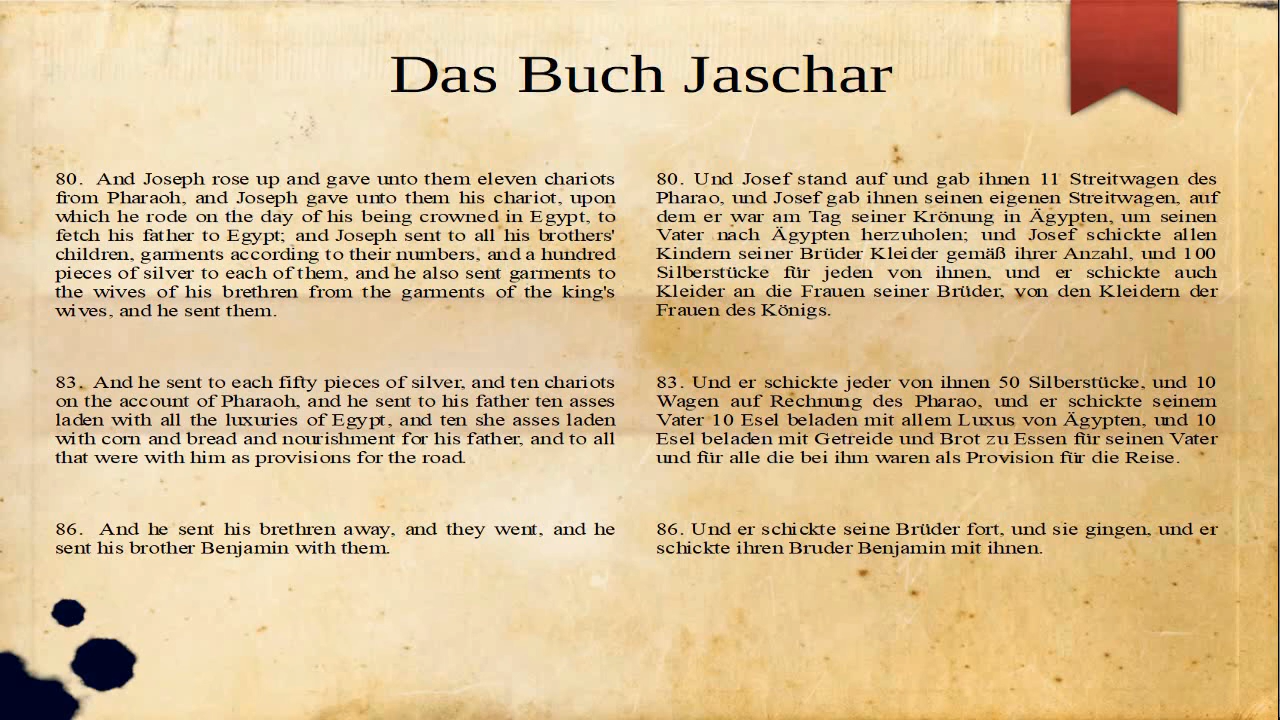 Das Buch Jaschar
80. And Joseph rose up and gave unto them eleven chariots
from Pharaoh, and Joseph gave unto them his chariot, upon
which he rode on the day of his being crowned in Egypt, to
fetch his father to Egypt; and Joseph sent to all his brothers'
children, garments according to their numbers, and a hundred
pieces of silver to each of them, and he also sent garments to
the wives of his brethren from the garments of the king's
wives, and he sent them.
83. And he sent to each fifty pieces of silver, and ten chariots
on the account of Pharaoh, and he sent to his father ten asses
laden with all the luxuries of Egypt, and ten she asses laden
with corn and bread and nourishment for his father, and to all
that were with him as provisions for the road.
86. And he sent his brethren away, and they went, and he
sent his brother Benjamin with them.
80. Und Josef stand auf und gab ihnen 11 Streitwagen des
Pharao, und Josef gab ihnen seinen eigenen Streitwagen, auf
dem er war am Tag seiner Krönung in Ägypten, um seinen
Vater nach Ägypten herzuholen; und Josef schickte allen
Kindern seiner Brüder Kleider gemäß ihrer Anzahl, und 100
Silberstücke für jeden von ihnen, und er schickte auch
Kleider an die Frauen seiner Brüder, von den Kleidern der
Frauen des Königs.
83. Und er schickte jeder von ihnen 50 Silberstücke, und 10
Wagen auf Rechnung des Pharao, und er schickte seinem
Vater 10 Esel beladen mit allem Luxus von Ägypten, und 10
Esel beladen mit Getreide und Brot zu Essen für seinen Vater
und für alle die bei ihm waren als Provision für die Reise.
86. Und er schickte seine Brüder fort, und sie gingen, und er
schickte ihren Bruder Benjamin mit ihnen.